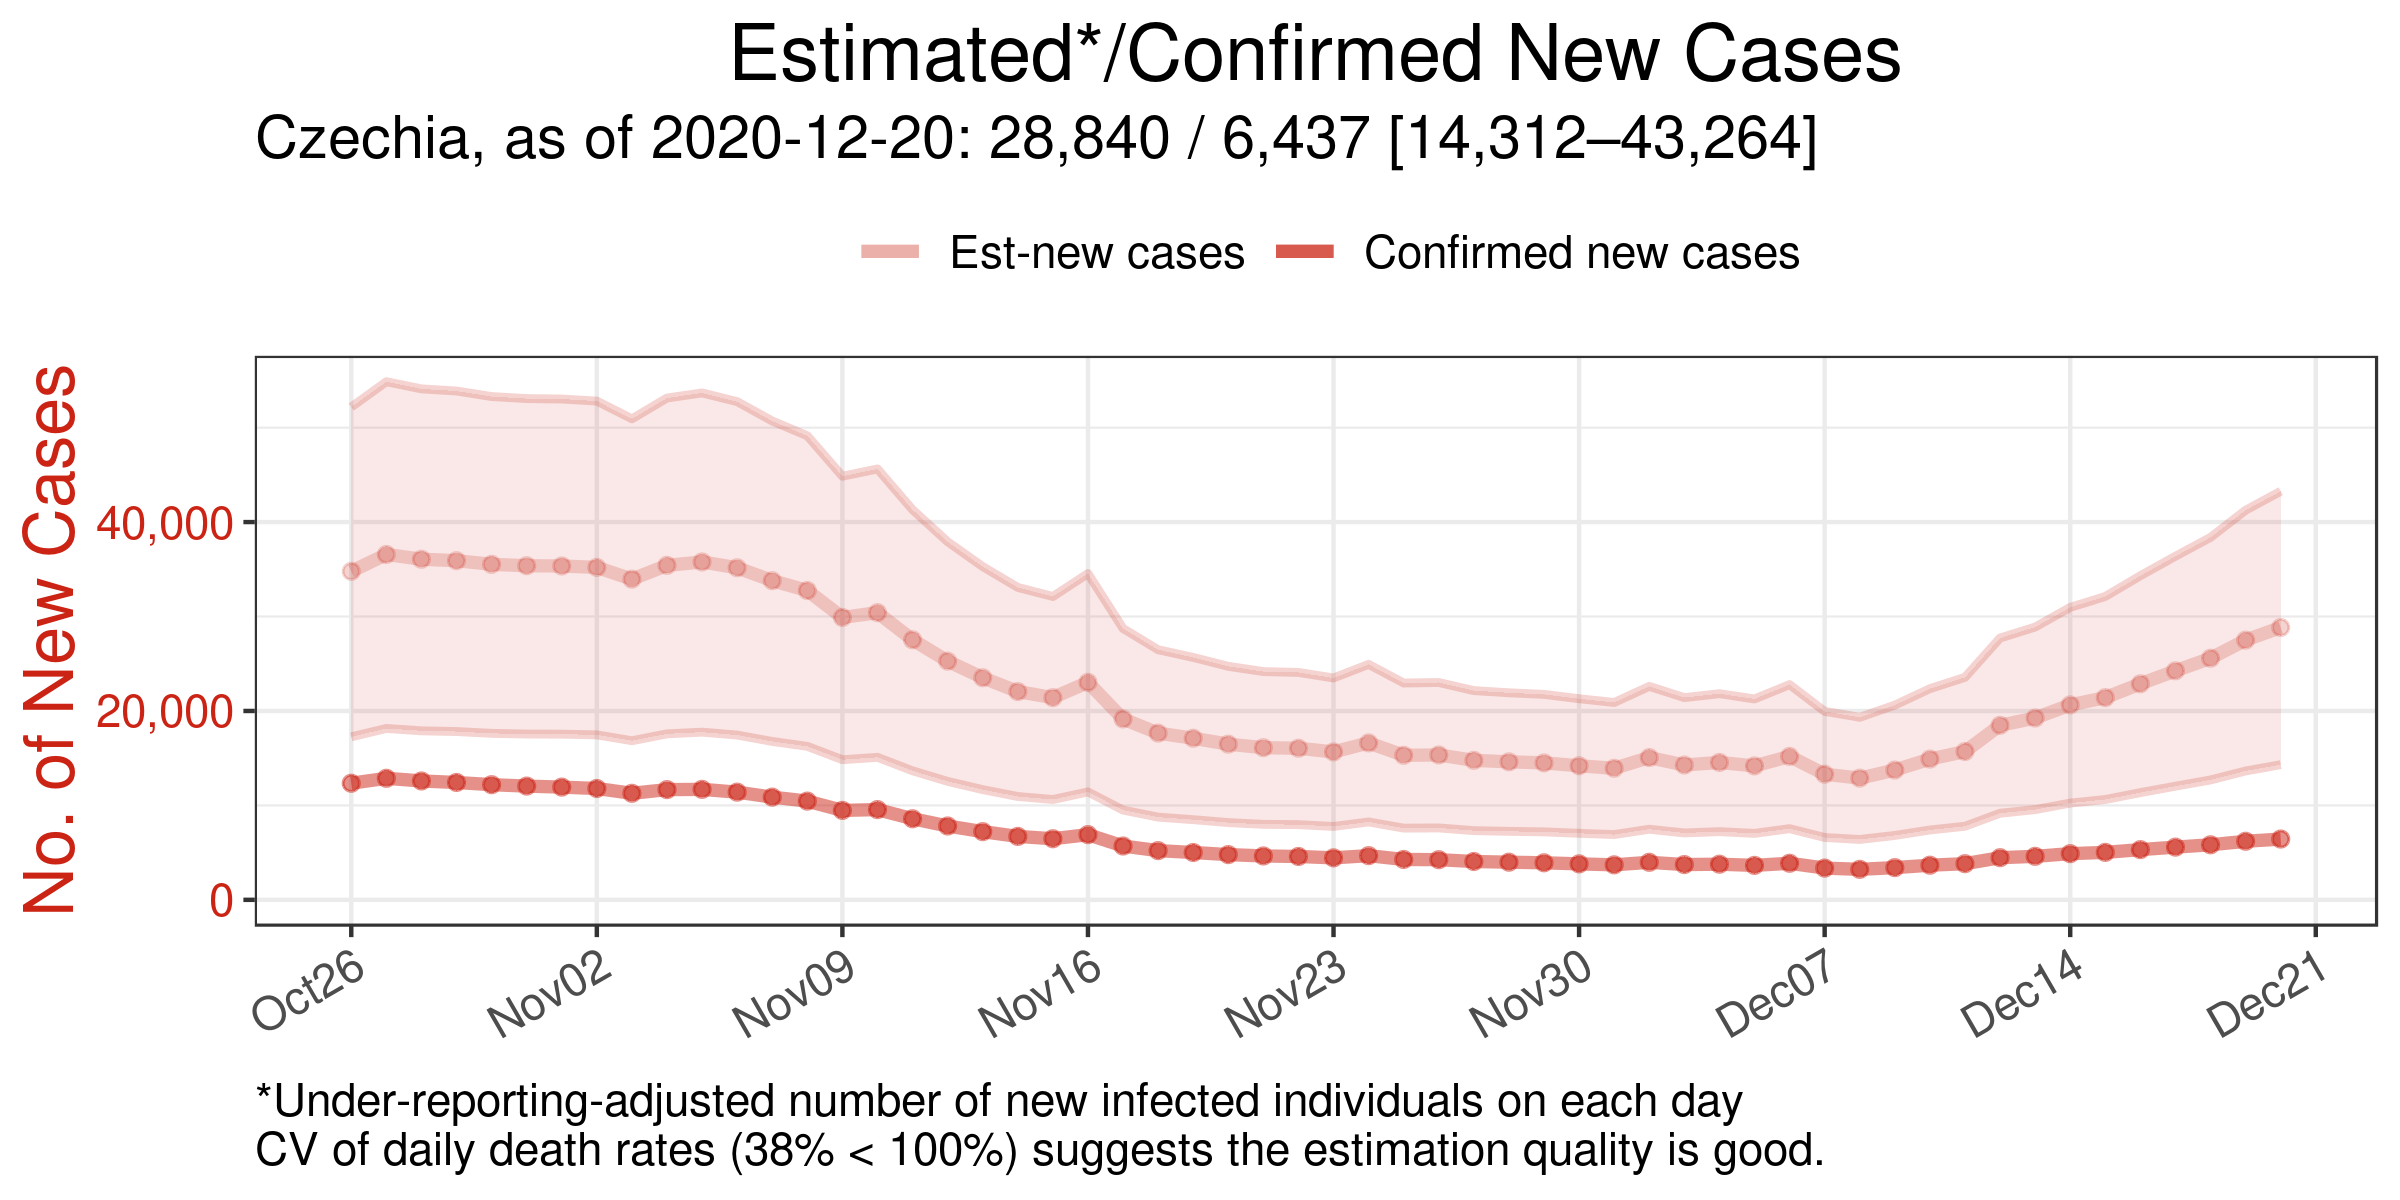 Estimated*/Confirmed New Cases
Czechia, as of 2020-12-20: 28,840 / 6,437 [14,312–43,264]
Est-new cases Confirmed new cases
No. of New Cases
40,000
20,000
0
Oct26 Nov02 Nov09 Nov16 Nov23 Nov30 Dec07 Dec14 Dec21
*Under-reporting-adjusted number of new infected individuals on each day
CV of daily death rates (38% < 100%) suggests the estimation quality is good.